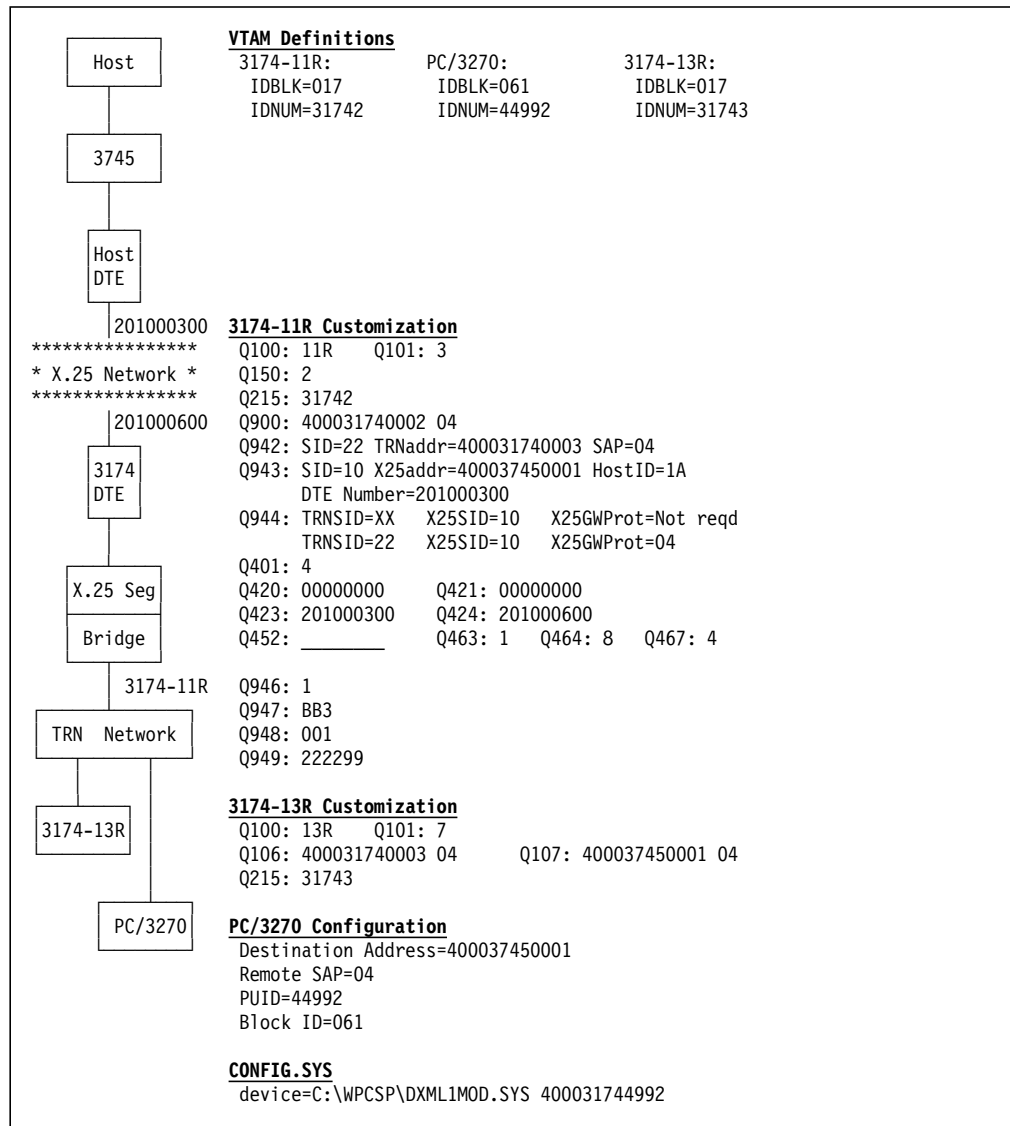 VTAM Definitions
Host 3174-11R: PC/3270: 3174-13R:
IDBLK=017 IDBLK=061 IDBLK=017
IDNUM=31742 IDNUM=44992 IDNUM=31743
3745
Host
DTE
201000300 3174-11R Customization
**************** Q100: 11R Q101: 3
* X.25 Network * Q150: 2
**************** Q215: 31742
201000600 Q900: 400031740002 04
Q942: SID=22 TRNaddr=400031740003 SAP=04
3174 Q943: SID=10 X25addr=400037450001 HostID=1A
DTE DTE Number=201000300
Q944: TRNSID=XX X25SID=10 X25GWProt=Not reqd
TRNSID=22 X25SID=10 X25GWProt=04
Q401: 4
X.25 Seg Q420: 00000000 Q421: 00000000
Q423: 201000300 Q424: 201000600
Bridge Q452: ________ Q463: 1 Q464: 8 Q467: 4
3174-11R Q946: 1
Q947: BB3
TRN Network Q948: 001
Q949: 222299
3174-13R Customization
3174-13R Q100: 13R Q101: 7
Q106: 400031740003 04 Q107: 400037450001 04
Q215: 31743
PC/3270 PC/3270 Configuration
Destination Address=400037450001
Remote SAP=04
PUID=44992
Block ID=061
CONFIG.SYS
device=C:\WPCSP\DXML1MOD.SYS 400031744992